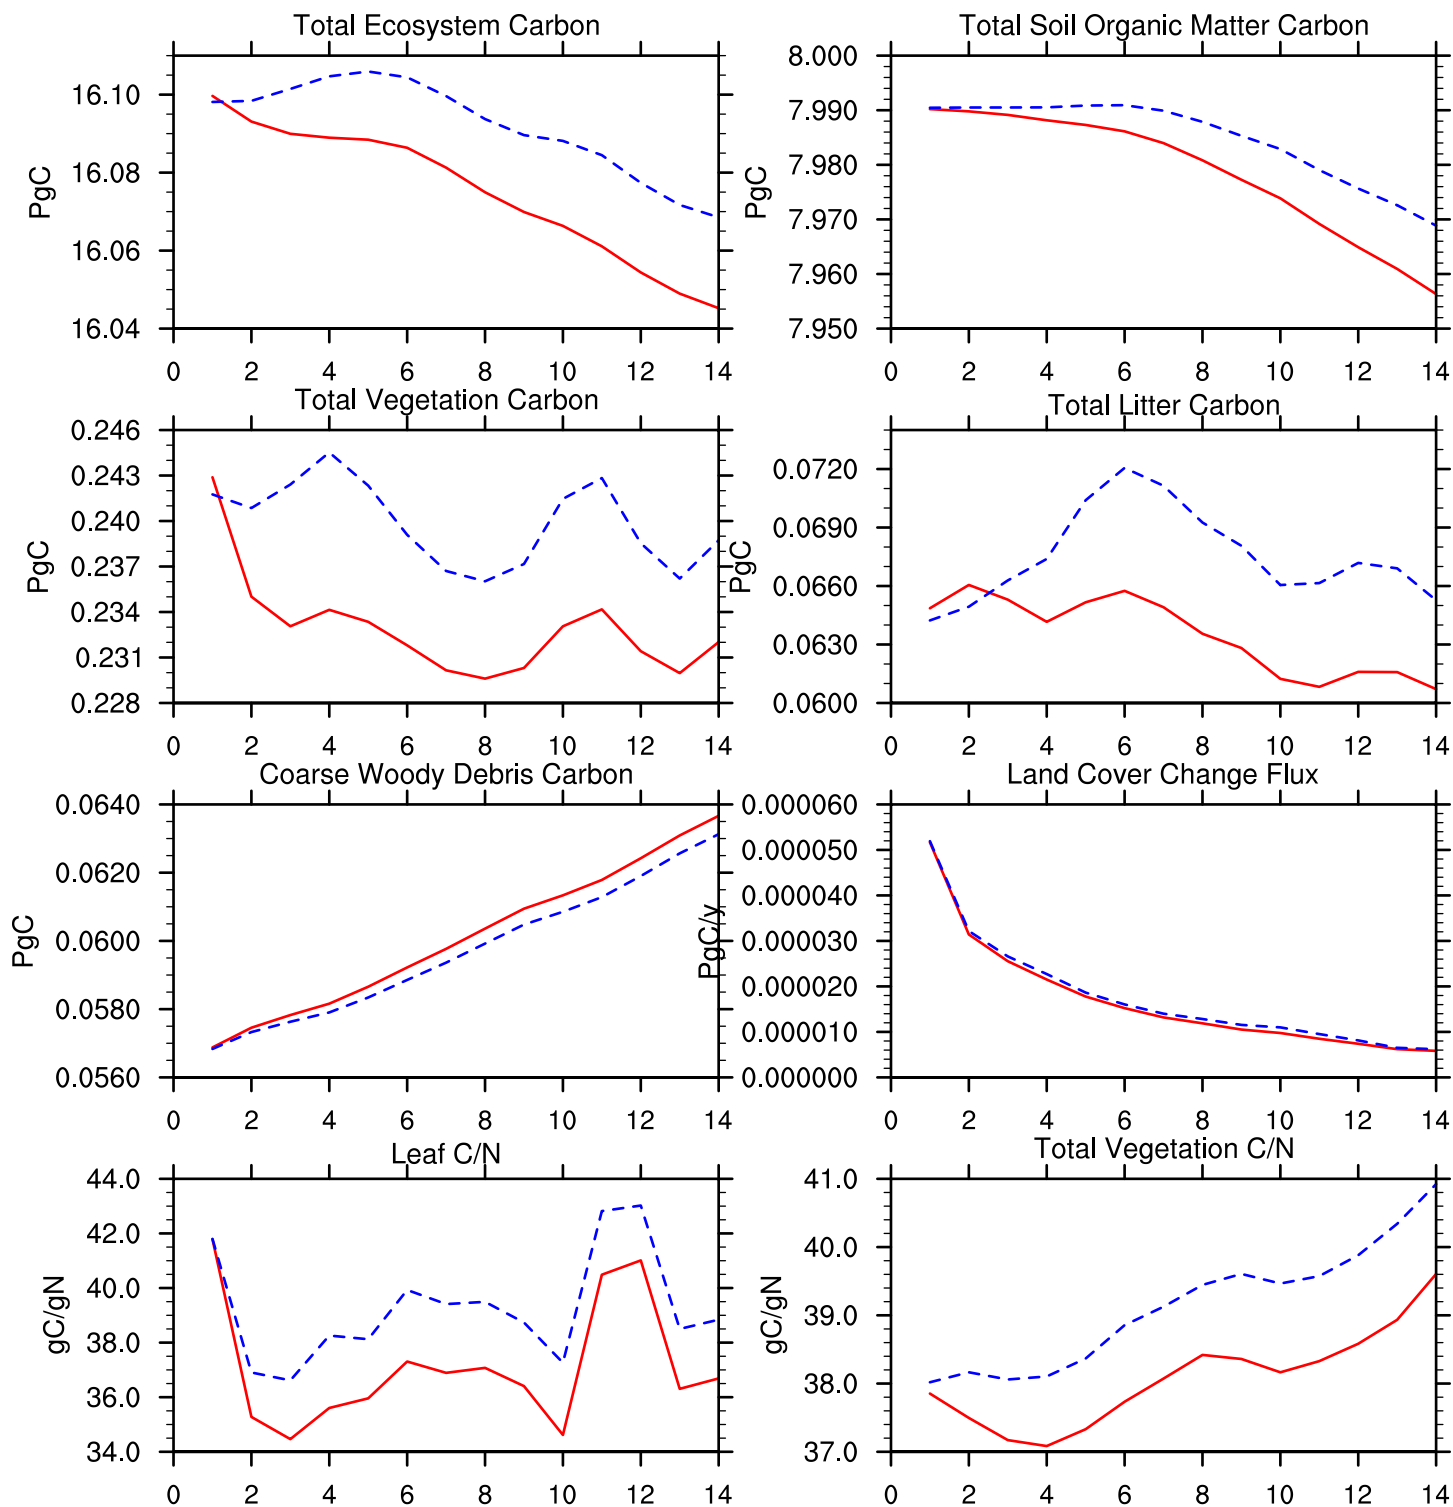 Total Ecosystem Carbon
PgC
16.10
16.08
16.06
16.04
0 2 4 6 8 10 12 14
Total Soil Organic Matter Carbon
PgC
8.000
7.990
7.980
7.970
7.960
7.950
0 2 4 6 8 10 12 14
Total Vegetation Carbon
PgC
0.246
0.243
0.240
0.237
0.234
0.231
0.228
0 2 4 6 8 10 12 14
Total Litter Carbon
PgC
0.0720
0.0690
0.0660
0.0630
0.0600
0 2 4 6 8 10 12 14
Coarse Woody Debris Carbon
PgC
0.0640
0.0620
0.0600
0.0580
0.0560
0 2 4 6 8 10 12 14
Land Cover Change Flux
PgC/y
0.000060
0.000050
0.000040
0.000030
0.000020
0.000010
0.000000
0 2 4 6 8 10 12 14
Leaf C/N
gC/gN
44.0
42.0
40.0
38.0
36.0
34.0
0 2 4 6 8 10 12 14
Total Vegetation C/N
gC/gN
41.0
40.0
39.0
38.0
37.0
0 2 4 6 8 10 12 14